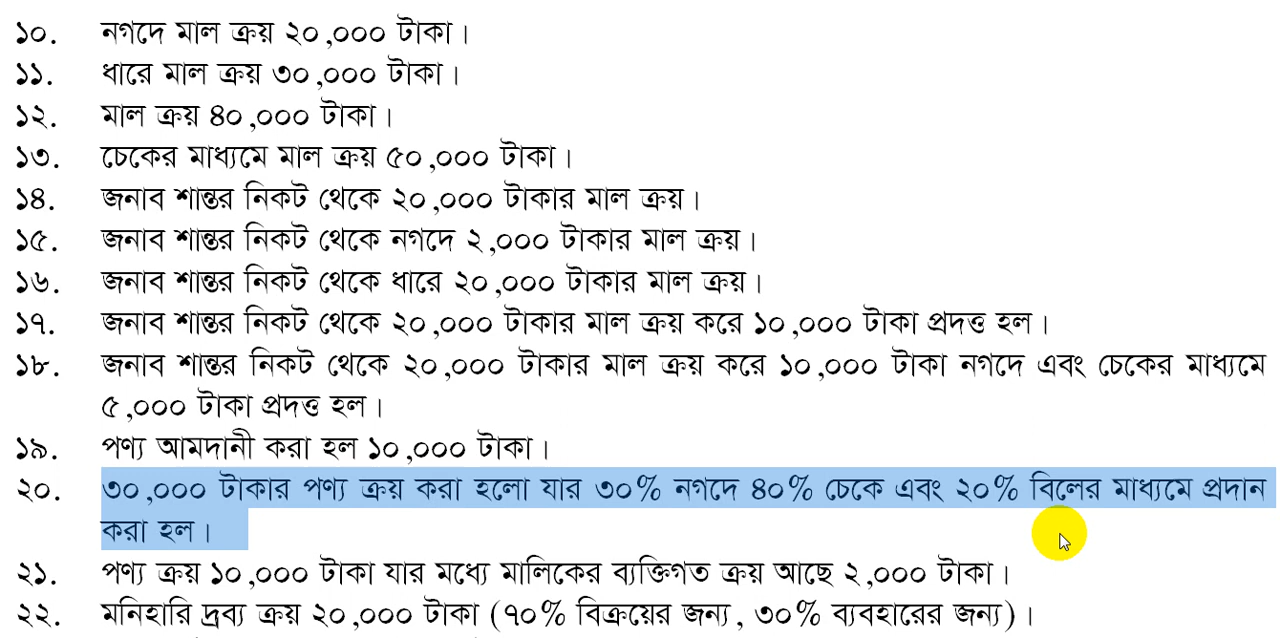 ১০. নগদে মাল ক্রয় ২০,০০০ টাকা।
১১. ধারে মাল ক্রয় ৩০,০০০ টাকা।
১২. মাল ক্রয় ৪০,০০০ টাকা।
১৩. চেকের মাধ্যমে মাল ক্রয় ৫০,০০০ টাকা।
১৪. জনাব শান্তর নিকট থেকে ২০,০০০ টাকার মাল ক্রয়।
১৫. জনাব শান্তর নিকট থেকে নগদে ২,০০০ টাকার মাল ক্রয়।
১৬. জনাব শান্তর নিকট থেকে ধারে ২০,০০০ টাকার মাল ক্রয়।
১৭. জনাব শান্তর নিকট থেকে ২০,০০০ টাকার মাল ক্রয় করে ১০,০০০ টাকা প্রদত্ত হল।
১৮. জনাব শান্তর নিকট থেকে ২০,০০০ টাকার মাল ক্রয় করে ১০,০০০ টাকা নগদে এবং চেকের মাধ্যমে
৫,০০০ টাকা প্রদত্ত হল।
১৯. পণ্য আমদানী করা হল ১০,০০০ টাকা।
২০. ৩০,০০০ টাকার পণ্য ক্রয় করা হলো যার ৩০% নগদে ৪০% চেকে এবং ২০% বিলের মাধ্যমে প্রদান
করা হল।
২১. পণ্য ক্রয় ১০,০০০ টাকা যার মধ্যে মালিকের ব্যক্তিগত ক্রয় আছে ২,০০০ টাকা।
২২. মনিহারি দ্রব্য ক্রয় ২০,০০০ টাকা (৭০% বিক্রয়ের জন্য, ৩০% ব্যবহারের জন্য)।